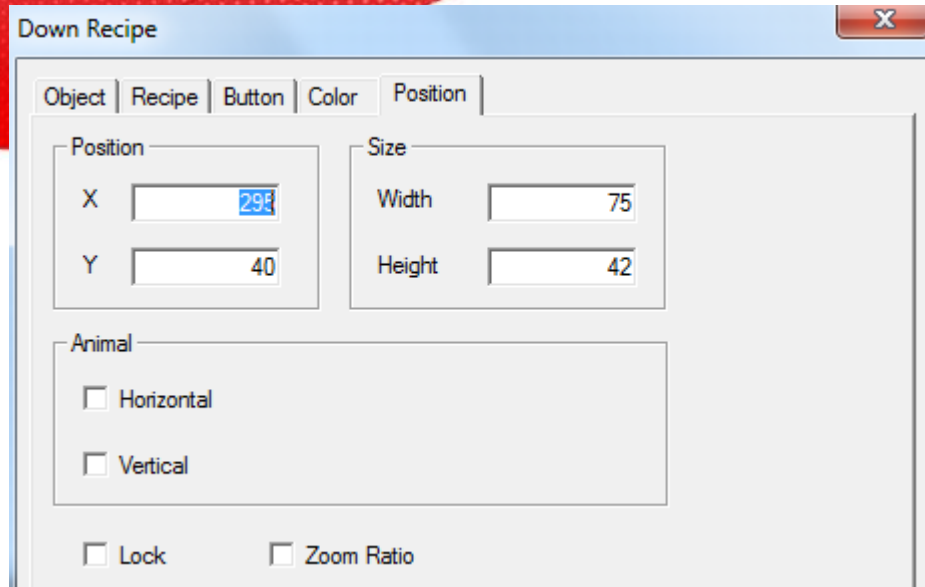 Down Recipe
Object Recipe Button Color Position
Position Size
X 295 Width 75
Y 40 Height 42
Animal
Horizontal
Vertical
Lock Zoom Ratio